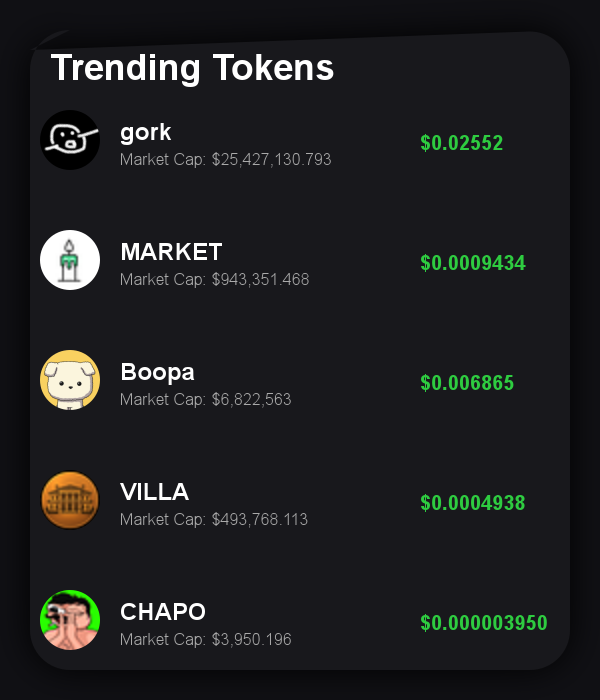 Trending Tokens
gork
Market Cap: $25,427,130.793
$0.02552
MARKET
Market Cap: $943,351.468
$0.0009434
Boopa
Market Cap: $6,822,563
$0.006865
VILLA
Market Cap: $493,768.113
$0.0004938
CHAPO
Market Cap: $3,950.196
$0.000003950